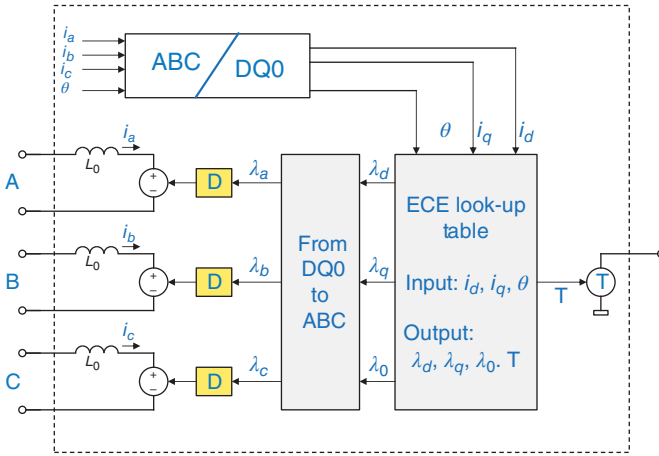 i_a
i_b
i_c
θ
ABC
DQ0
θ i_q i_d
A
L_0
i_a
+
−
D
λ_a
λ_d
B
L_0
i_b
+
−
D
λ_b
λ_q
C
L_0
i_c
+
−
D
λ_c
λ_0
From
DQ0
to
ABC
ECE look-up
table
Input: i_d, i_q, θ
Output:
λ_d, λ_q, λ_0. T
T
T